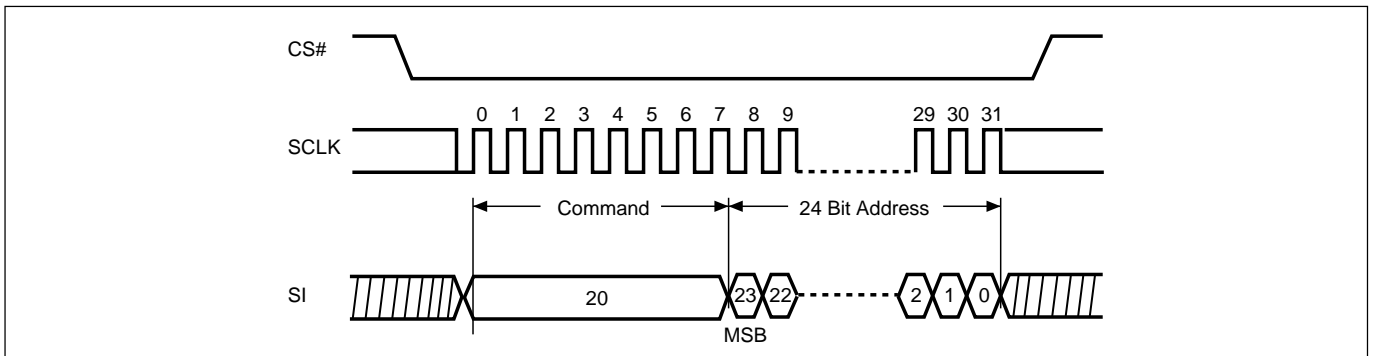 CS#
0 1 2 3 4 5 6 7 8 9 29 30 31
SCLK
Command 24 Bit Address
SI 20 23 22 2 1 0
MSB